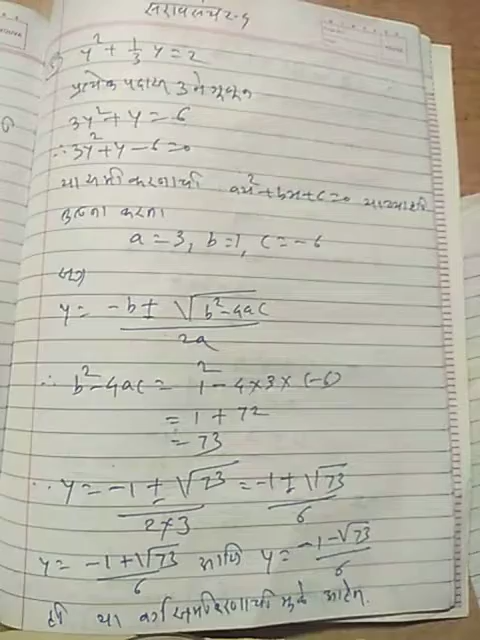 सरावसंच 2.4
y² + 1/3 y = 2
प्रत्येक पदास 3 ने गुणून
3y² + y = 6
∴ 3y² + y - 6 = 0
या समीकरणाची ax² + bx + c = 0
तुलना करता
a = 3, b = 1, c = -6
y = -b ± √b² - 4ac / 2a
∴ b² - 4ac = 1² - 4 × 3 × (-6)
= 1 + 72
= 73
∴ y = -1 ± √73 / 2 × 3 = -1 ± √73 / 6
y = -1 + √73 / 6 आणि y = -1 - √73 / 6
ही या वर्गसमीकरणाची मुळे आहेत.